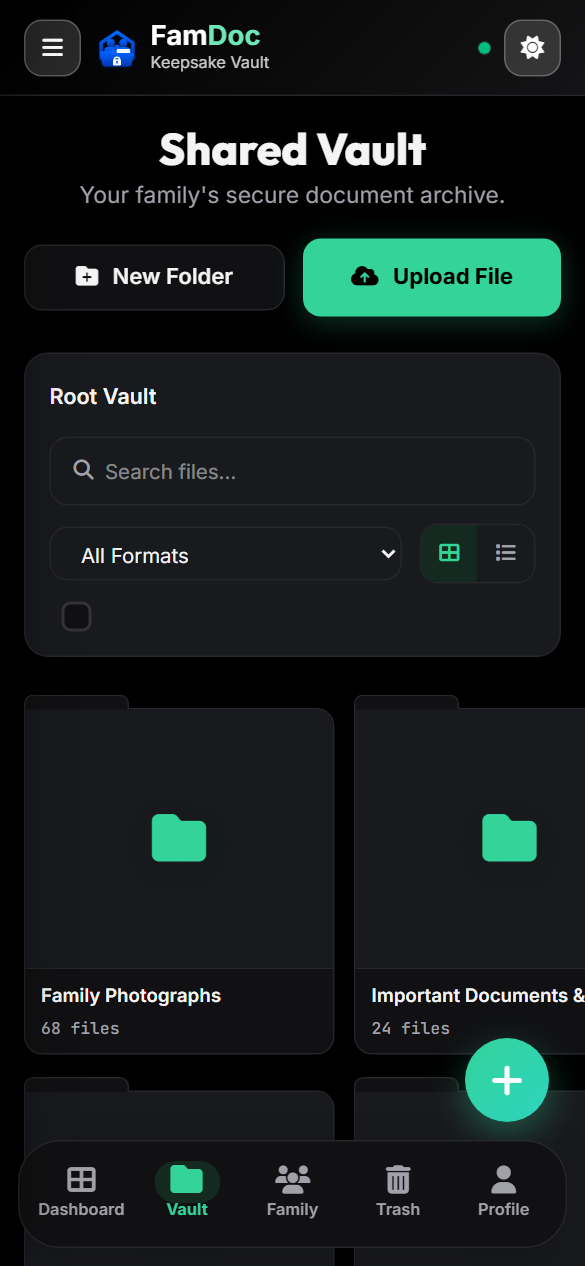 FamDoc
Keepsake Vault
Shared Vault
Your family's secure document archive.
New Folder
Upload File
Root Vault
Search files...
All Formats
Family Photographs
68 files
Important Documents &
24 files
Dashboard
Vault
Family
Trash
Profile